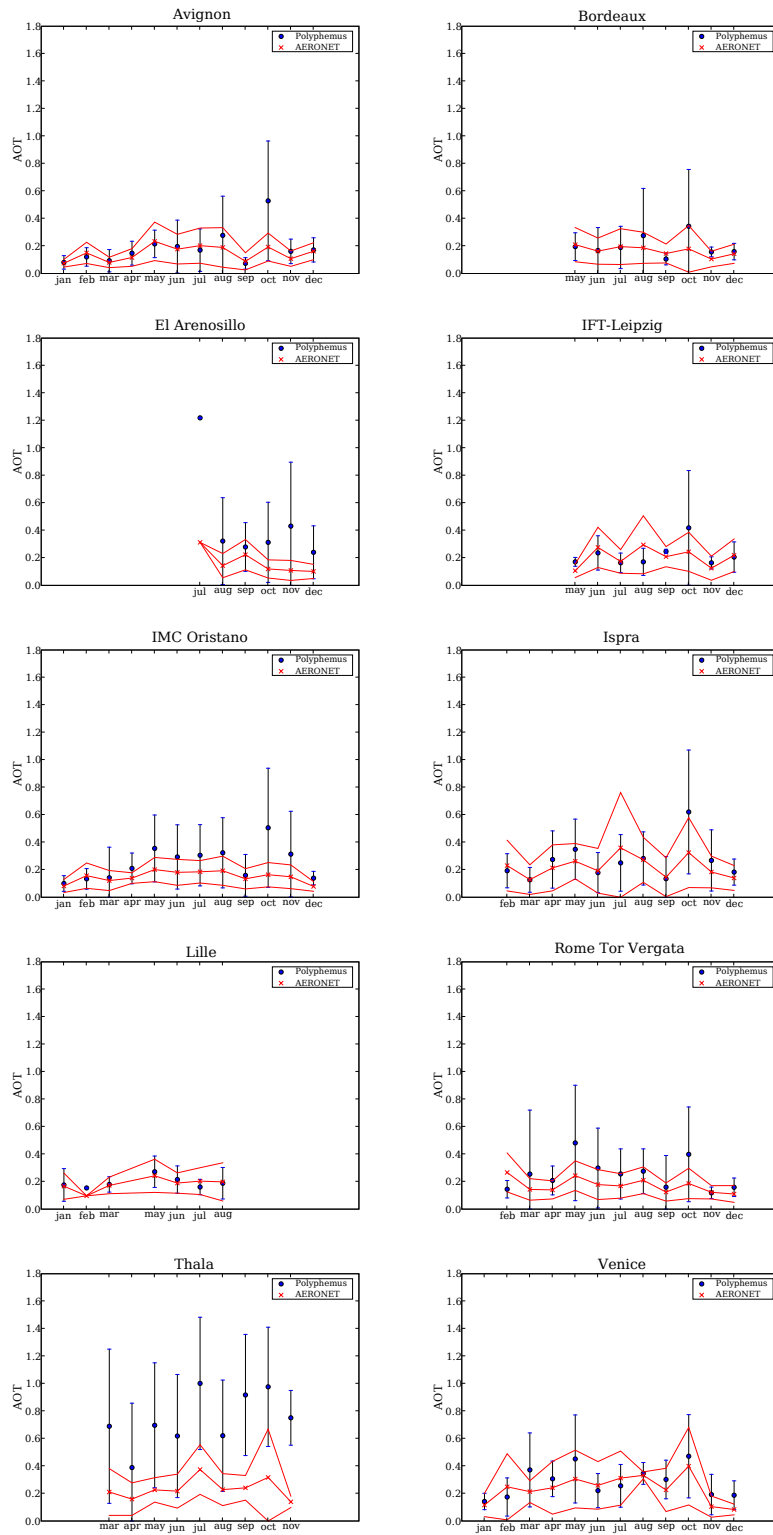 Avignon
Polyphemus
AERONET
AOT
1.8
1.6
1.4
1.2
1.0
0.8
0.6
0.4
0.2
0.0
jan feb mar apr may jun jul aug sep oct nov dec
Bordeaux
Polyphemus
AERONET
AOT
1.8
1.6
1.4
1.2
1.0
0.8
0.6
0.4
0.2
0.0
may jun jul aug sep oct nov dec
El Arenosillo
Polyphemus
AERONET
AOT
1.8
1.6
1.4
1.2
1.0
0.8
0.6
0.4
0.2
0.0
jul aug sep oct nov dec
IFT-Leipzig
Polyphemus
AERONET
AOT
1.8
1.6
1.4
1.2
1.0
0.8
0.6
0.4
0.2
0.0
may jun jul aug sep oct nov dec
IMC Oristano
Polyphemus
AERONET
AOT
1.8
1.6
1.4
1.2
1.0
0.8
0.6
0.4
0.2
0.0
jan feb mar apr may jun jul aug sep oct nov dec
Ispra
Polyphemus
AERONET
AOT
1.8
1.6
1.4
1.2
1.0
0.8
0.6
0.4
0.2
0.0
feb mar apr may jun jul aug sep oct nov dec
Lille
Polyphemus
AERONET
AOT
1.8
1.6
1.4
1.2
1.0
0.8
0.6
0.4
0.2
0.0
jan feb mar may jun jul aug
Rome Tor Vergata
Polyphemus
AERONET
AOT
1.8
1.6
1.4
1.2
1.0
0.8
0.6
0.4
0.2
0.0
feb mar apr may jun jul aug sep oct nov dec
Thala
Polyphemus
AERONET
AOT
1.8
1.6
1.4
1.2
1.0
0.8
0.6
0.4
0.2
0.0
mar apr may jun jul aug sep oct nov
Venice
Polyphemus
AERONET
AOT
1.8
1.6
1.4
1.2
1.0
0.8
0.6
0.4
0.2
0.0
jan feb mar apr may jun jul aug sep oct nov dec